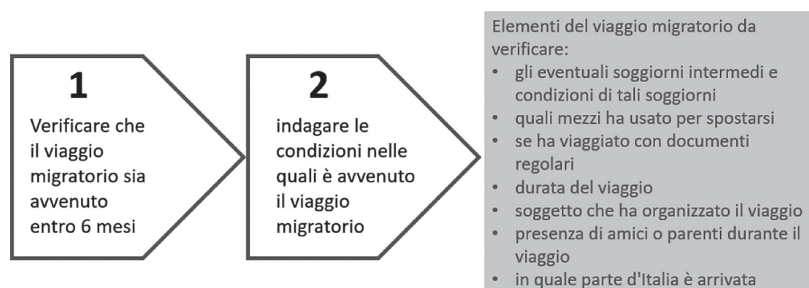 1
Verificare che
il viaggio
migratorio sia
avvenuto
entro 6 mesi
2
indagare le
condizioni nelle
quali è avvenuto
il viaggio
migratorio
Elementi del viaggio migratorio da
verificare:
• gli eventuali soggiorni intermedi e
condizioni di tali soggiorni
• quali mezzi ha usato per spostarsi
• se ha viaggiato con documenti
regolari
• durata del viaggio
• soggetto che ha organizzato il viaggio
• presenza di amici o parenti durante il
viaggio
• in quale parte d'Italia è arrivata